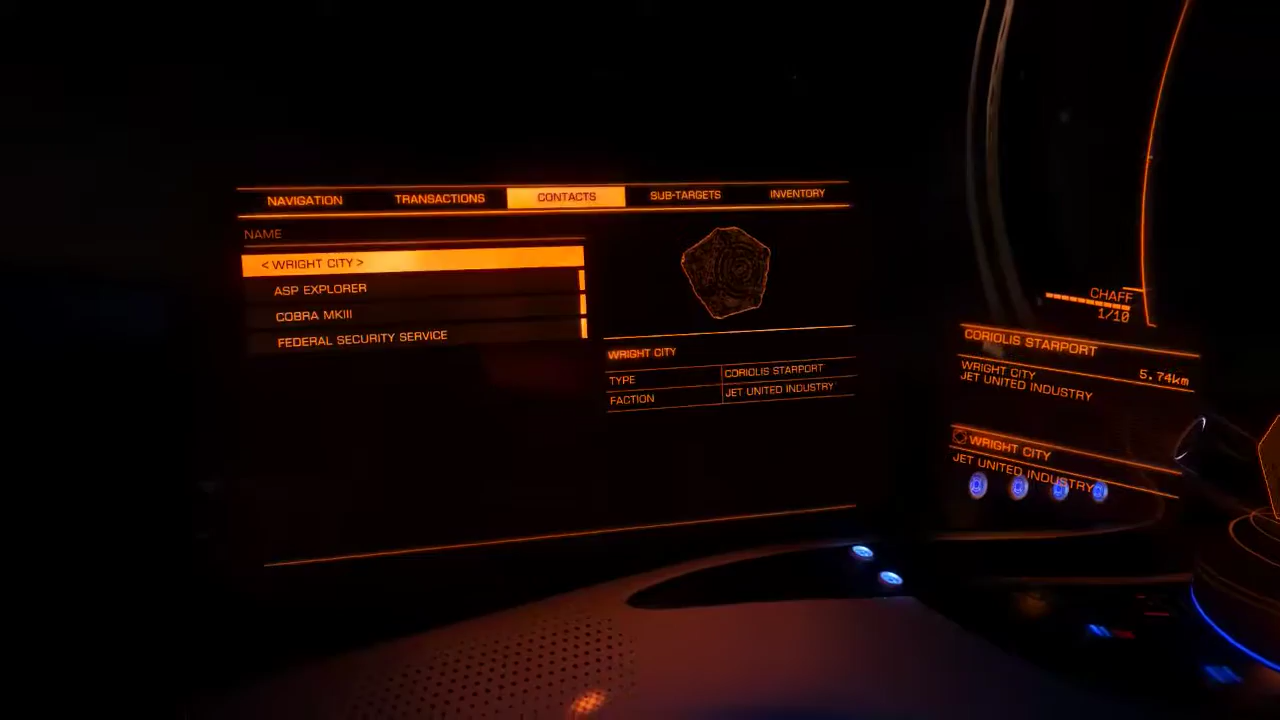 NAVIGATION TRANSACTIONS CONTACTS SUB-TARGETS INVENTORY
NAME
< WRIGHT CITY >
ASP EXPLORER
COBRA MKIII
FEDERAL SECURITY SERVICE
WRIGHT CITY
TYPE CORIOLIS STARPORT
FACTION JET UNITED INDUSTRY
CHAFF
1/10
CORIOLIS STARPORT
5.74km
WRIGHT CITY
JET UNITED INDUSTRY
WRIGHT CITY
JET UNITED INDUSTRY